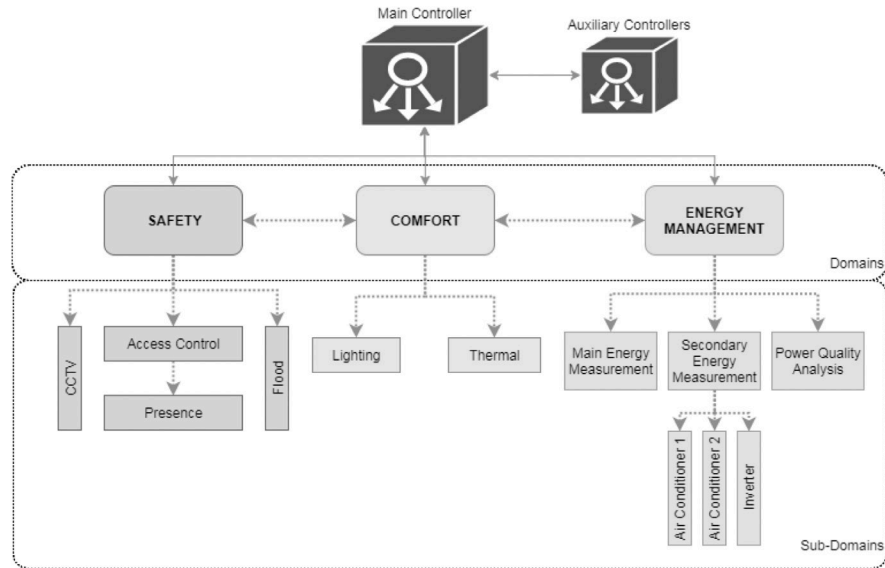 Main Controller
Auxiliary Controllers
SAFETY
COMFORT
ENERGY
MANAGEMENT
Domains
CCTV
Access Control
Presence
Flood
Lighting
Thermal
Main Energy
Measurement
Secondary
Energy
Measurement
Power Quality
Analysis
Air Conditioner 1
Air Conditioner 2
Inverter
Sub-Domains